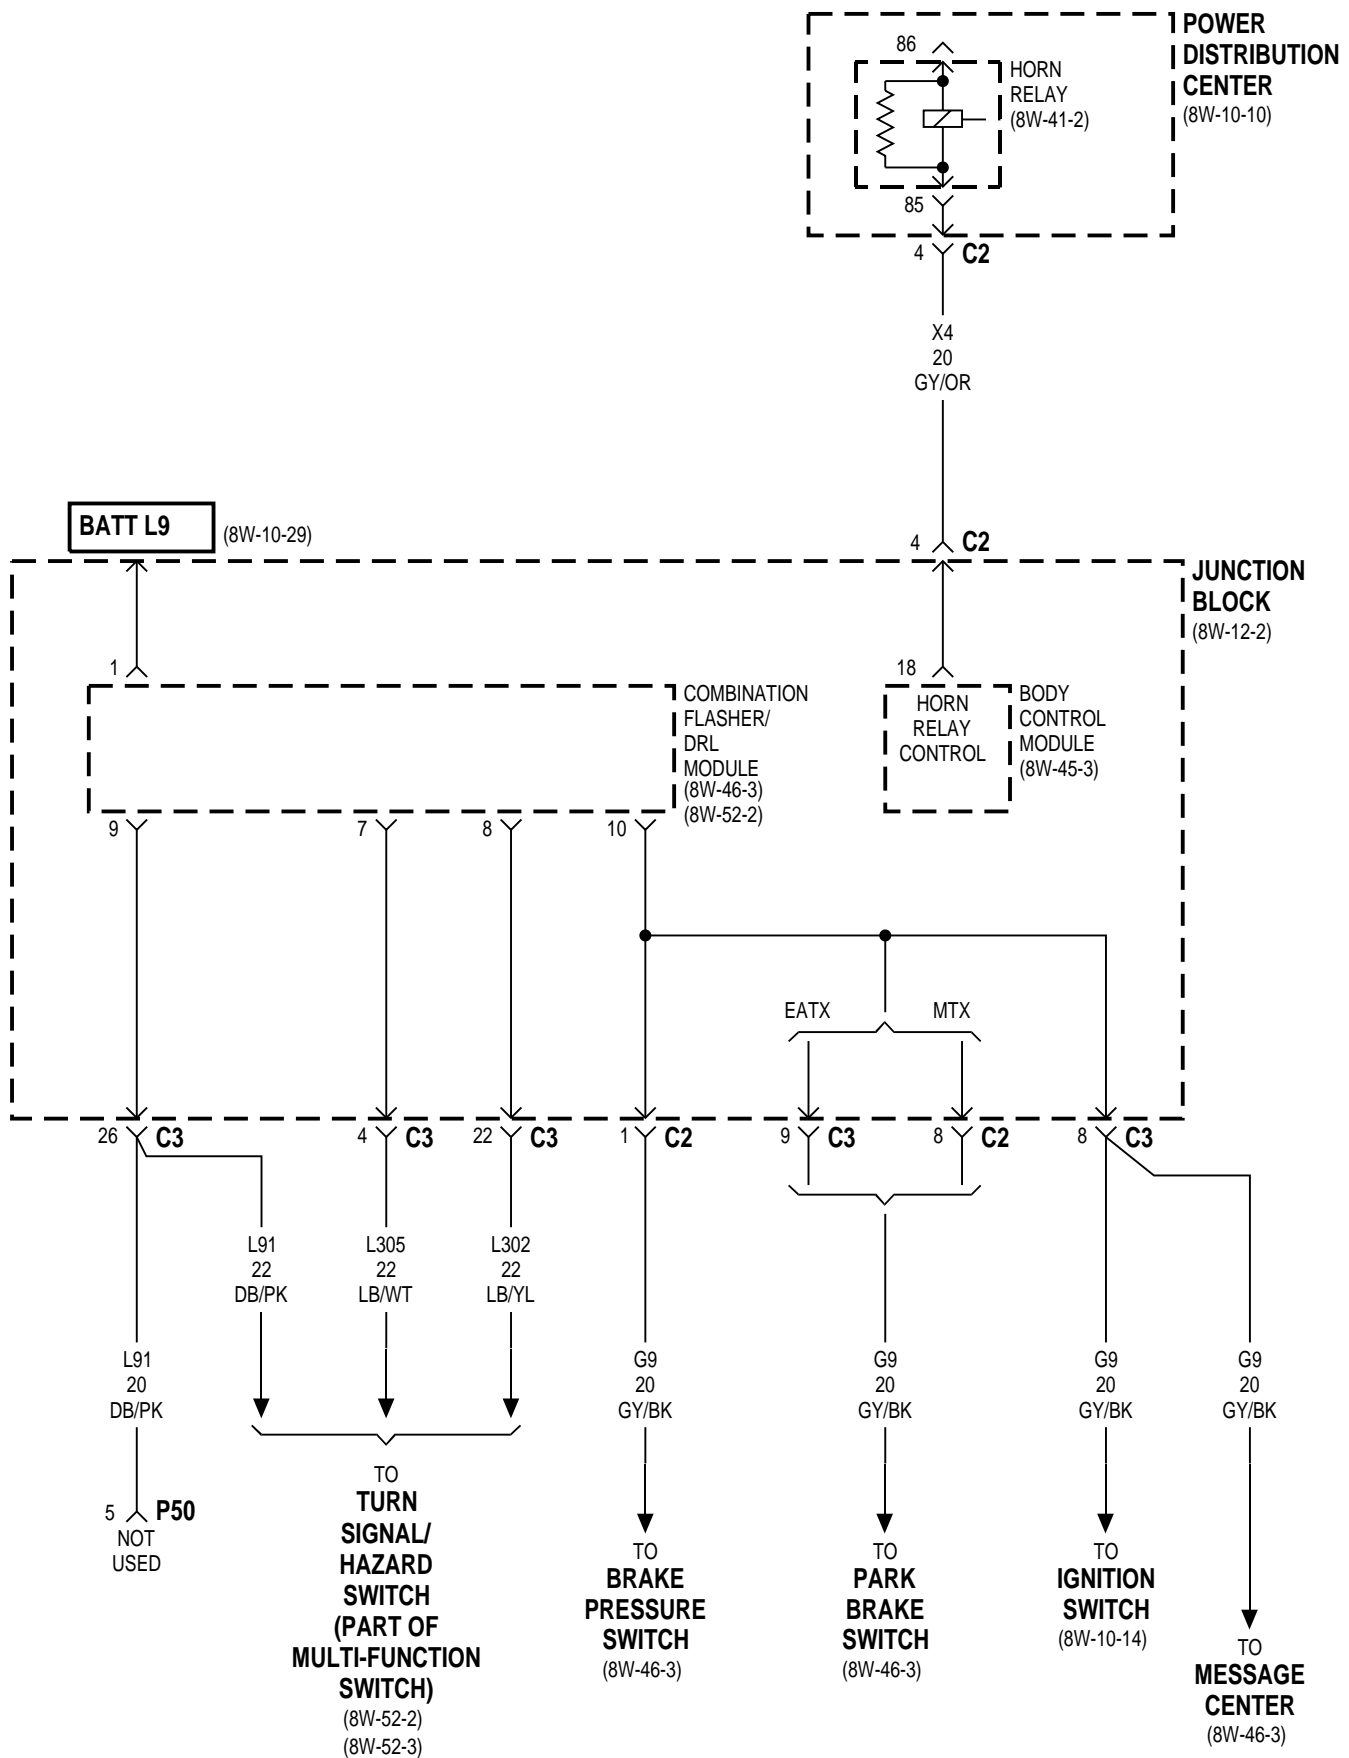 POWER
DISTRIBUTION
CENTER
(8W-10-10)
86
HORN
RELAY
(8W-41-2)
85
4
C2
X4
20
GY/OR
BATT L9
(8W-10-29)
4
C2
JUNCTION
BLOCK
(8W-12-2)
1
COMBINATION
FLASHER/
DRL
MODULE
(8W-46-3)
(8W-52-2)
18
HORN
RELAY
CONTROL
BODY
CONTROL
MODULE
(8W-45-3)
9
7
8
10
EATX
MTX
26
C3
4
C3
22
C3
1
C2
9
C3
8
C2
8
C3
L91
22
DB/PK
L305
22
LB/WT
L302
22
LB/YL
L91
20
DB/PK
G9
20
GY/BK
G9
20
GY/BK
G9
20
GY/BK
G9
20
GY/BK
5
P50
NOT
USED
TO
TURN
SIGNAL/
HAZARD
SWITCH
(PART OF
MULTI-FUNCTION
SWITCH)
(8W-52-2)
(8W-52-3)
TO
BRAKE
PRESSURE
SWITCH
(8W-46-3)
TO
PARK
BRAKE
SWITCH
(8W-46-3)
TO
IGNITION
SWITCH
(8W-10-14)
TO
MESSAGE
CENTER
(8W-46-3)